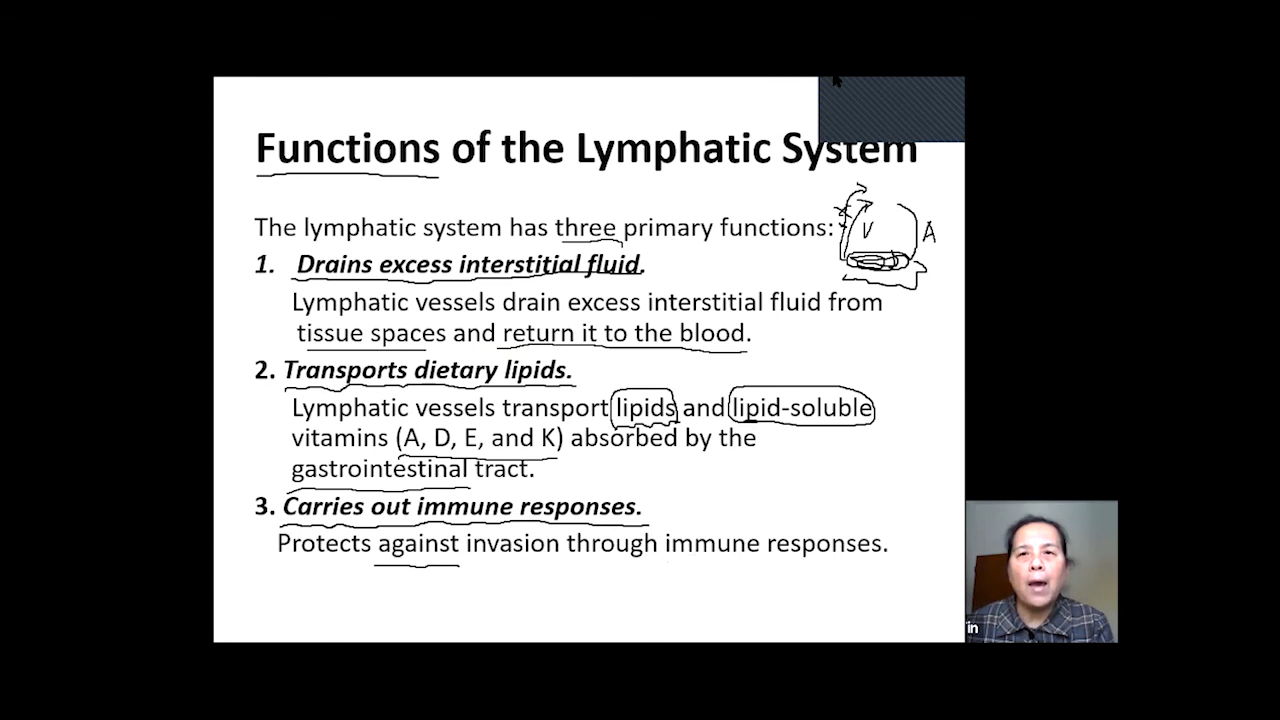 Functions of the Lymphatic System
The lymphatic system has three primary functions:
V
A
1. Drains excess interstitial fluid.
Lymphatic vessels drain excess interstitial fluid from
tissue spaces and return it to the blood.
2. Transports dietary lipids.
Lymphatic vessels transport lipids and lipid-soluble
vitamins (A, D, E, and K) absorbed by the
gastrointestinal tract.
3. Carries out immune responses.
Protects against invasion through immune responses.
in